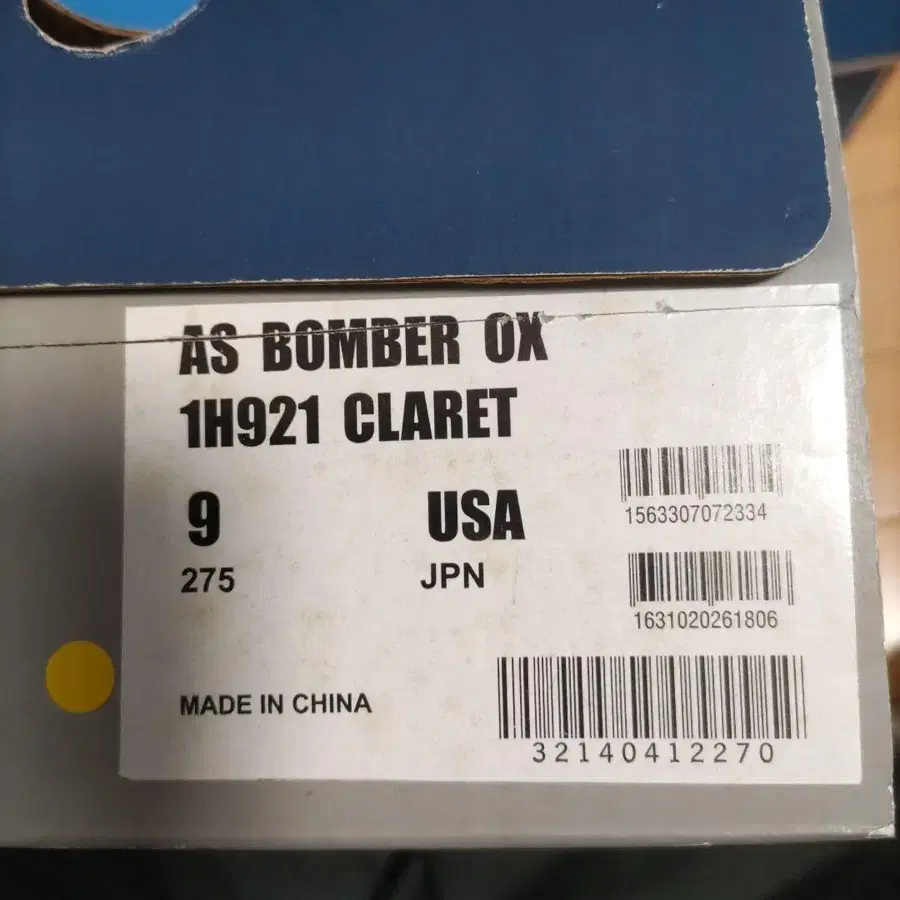 AS BOMBER OX
1H921 CLARET
9 USA
275 JPN
1563307072334
1631020261806
MADE IN CHINA
32140412270